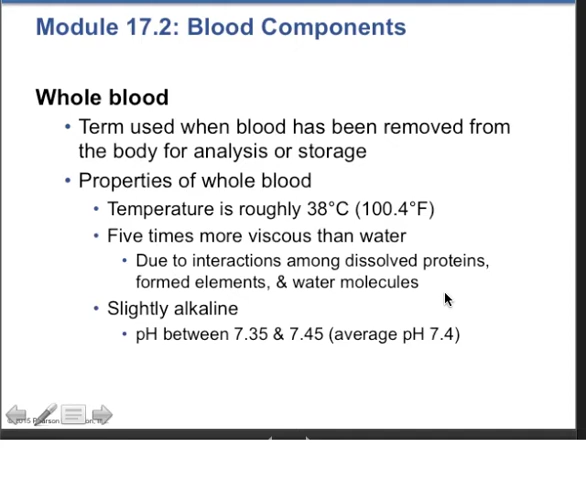 Module 17.2: Blood Components
Whole blood
• Term used when blood has been removed from
the body for analysis or storage
• Properties of whole blood
• Temperature is roughly 38°C (100.4°F)
• Five times more viscous than water
• Due to interactions among dissolved proteins,
formed elements, & water molecules
• Slightly alkaline
• pH between 7.35 & 7.45 (average pH 7.4)
© 2015 Pearson